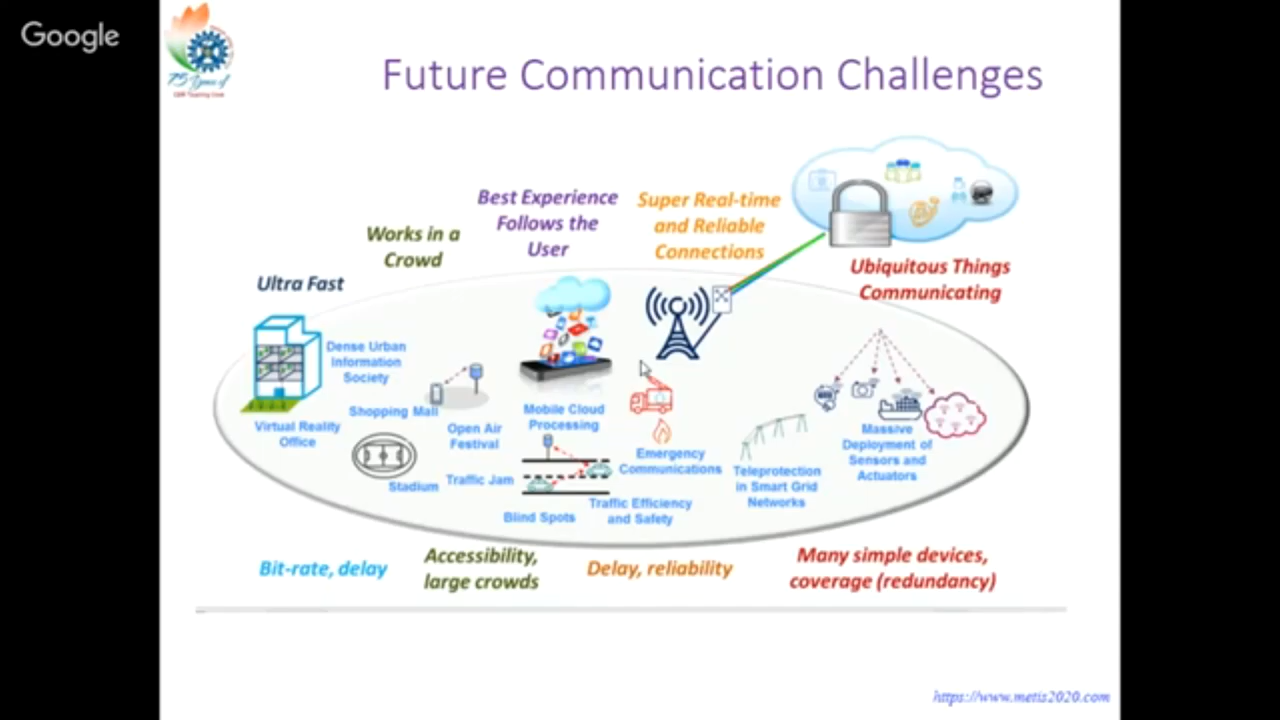 Google
75 Years of
Future Communication Challenges
Best Experience
Follows the
User
Super Real-time
and Reliable
Connections
Works in a
Crowd
Ubiquitous Things
Communicating
Ultra Fast
Dense Urban
Information
Society
Shopping Mall
Virtual Reality
Office
Open Air
Festival
Mobile Cloud
Processing
Stadium
Traffic Jam
Blind Spots
Emergency
Communications
Traffic Efficiency
and Safety
Teleprotection
in Smart Grid
Networks
Massive
Deployment of
Sensors and
Actuators
Bit-rate, delay
Accessibility,
large crowds
Delay, reliability
Many simple devices,
coverage (redundancy)
https://www.metis2020.com